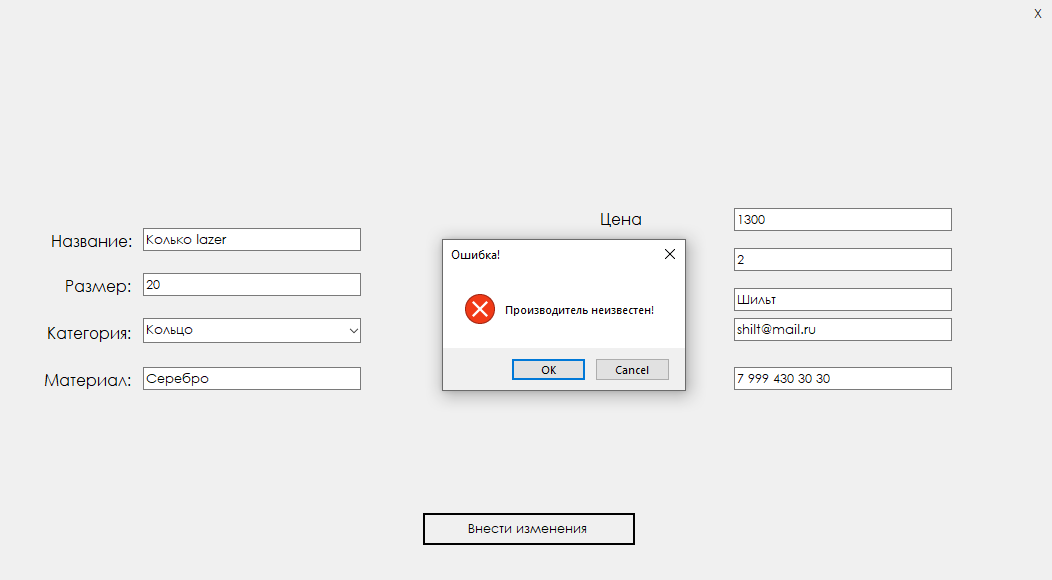 X
Название:
Колько lazer
Размер:
20
Категория:
Кольцо
Материал:
Серебро
Цена
1300
2
Шильт
shilt@mail.ru
7 999 430 30 30
Ошибка!
Производитель неизвестен!
OK
Cancel
Внести изменения